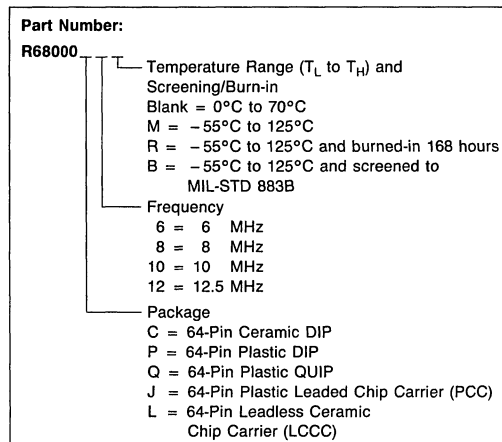 Part Number:
R68000_ _ _
Temperature Range (TL to TH) and
Screening/Burn-in
Blank = 0°C to 70°C
M = –55°C to 125°C
R = –55°C to 125°C and burned-in 168 hours
B = –55°C to 125°C and screened to
MIL-STD 883B
Frequency
6 = 6 MHz
8 = 8 MHz
10 = 10 MHz
12 = 12.5 MHz
Package
C = 64-Pin Ceramic DIP
P = 64-Pin Plastic DIP
Q = 64-Pin Plastic QUIP
J = 64-Pin Plastic Leaded Chip Carrier (PCC)
L = 64-Pin Leadless Ceramic
Chip Carrier (LCCC)